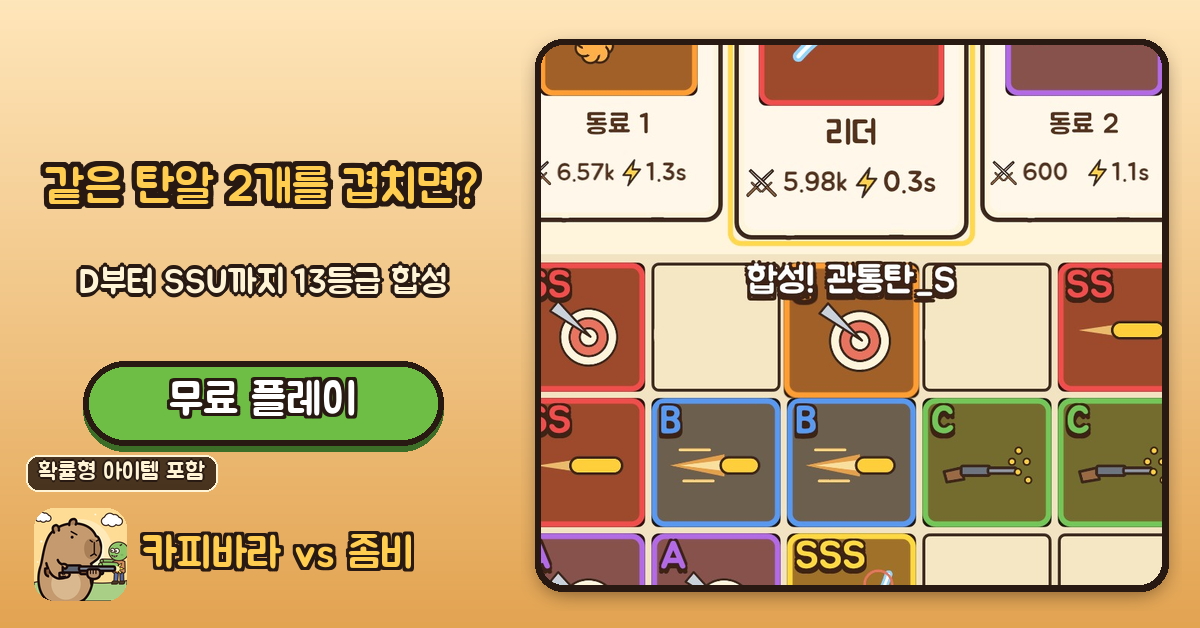 같은 탄알 2개를 겹치면?
D부터 SSU까지 13등급 합성
무료 플레이
확률형 아이템 포함
카피바라 vs 좀비
동료 1
6.57k 1.3s
리더
5.98k 0.3s
동료 2
600 1.1s
합성! 관통탄_S
SS
SS
SS
B
B
C
C
A
A
SSS